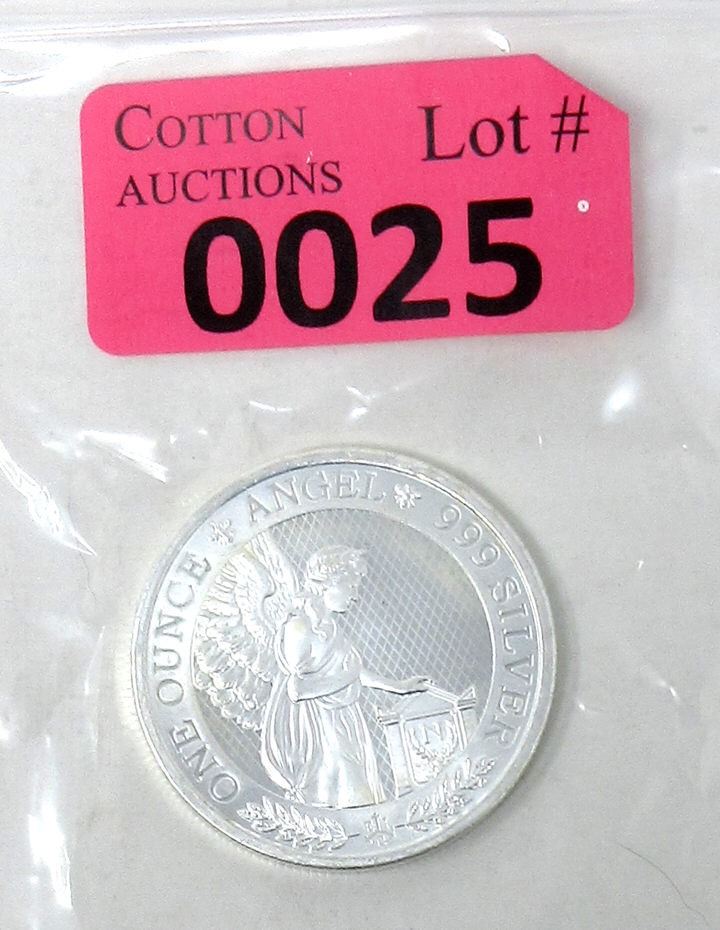 COTTON
AUCTIONS
Lot #
0025
ONE OUNCE ANGEL 999 SILVER